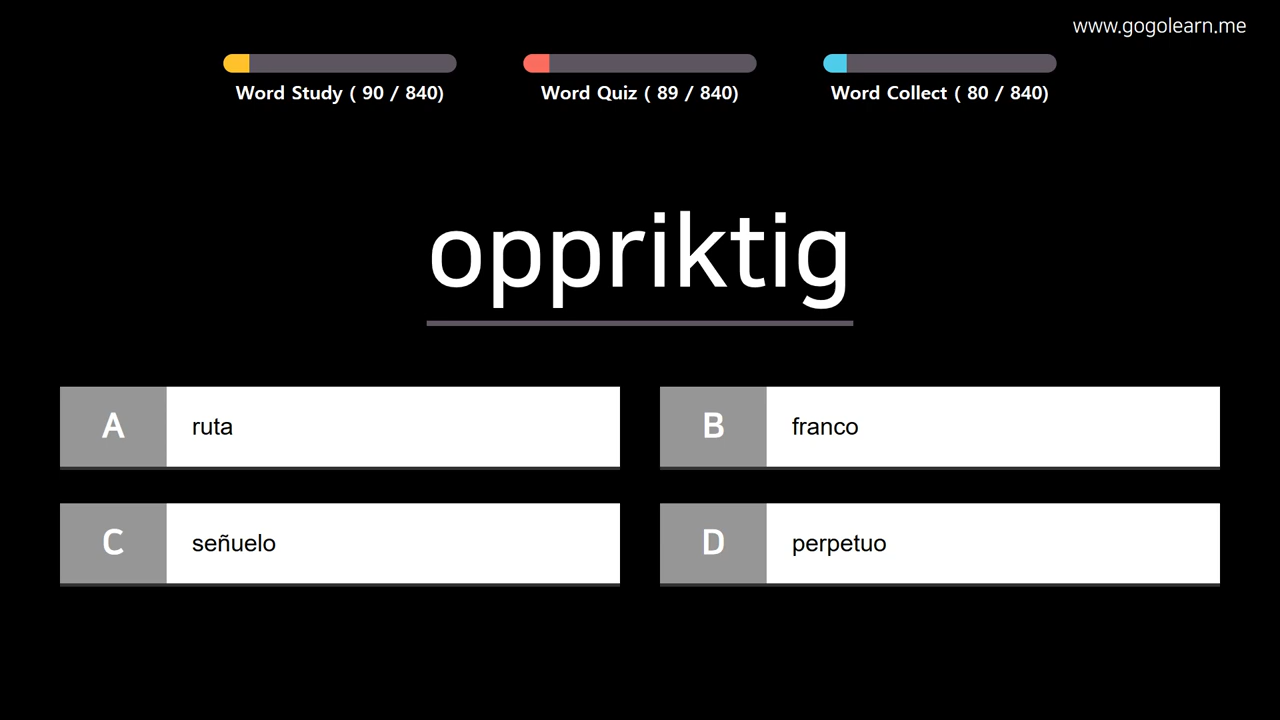 www.gogolearn.me
Word Study ( 90 / 840)
Word Quiz ( 89 / 840)
Word Collect ( 80 / 840)
oppriktig
A ruta
B franco
C señuelo
D perpetuo